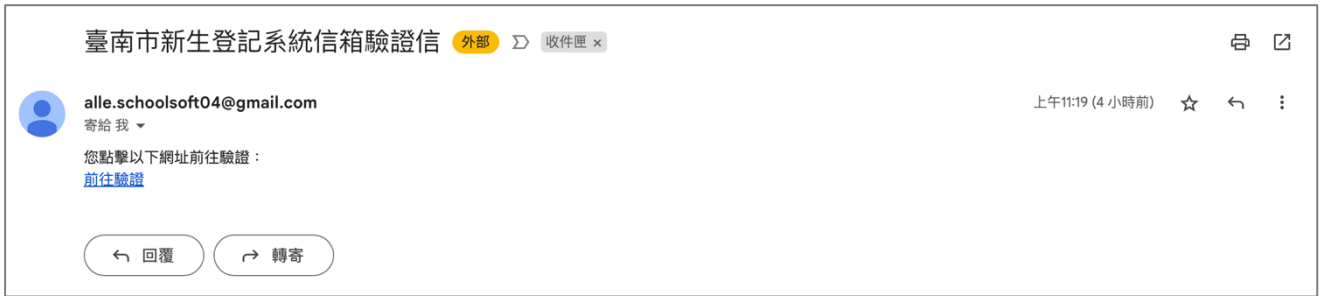 臺南市新生登記系統信箱驗證信 外部 收件匣 ×
alle.schoolsoft04@gmail.com 上午11:19 (4 小時前)
寄給 我
您點擊以下網址前往驗證：
前往驗證
回覆 轉寄